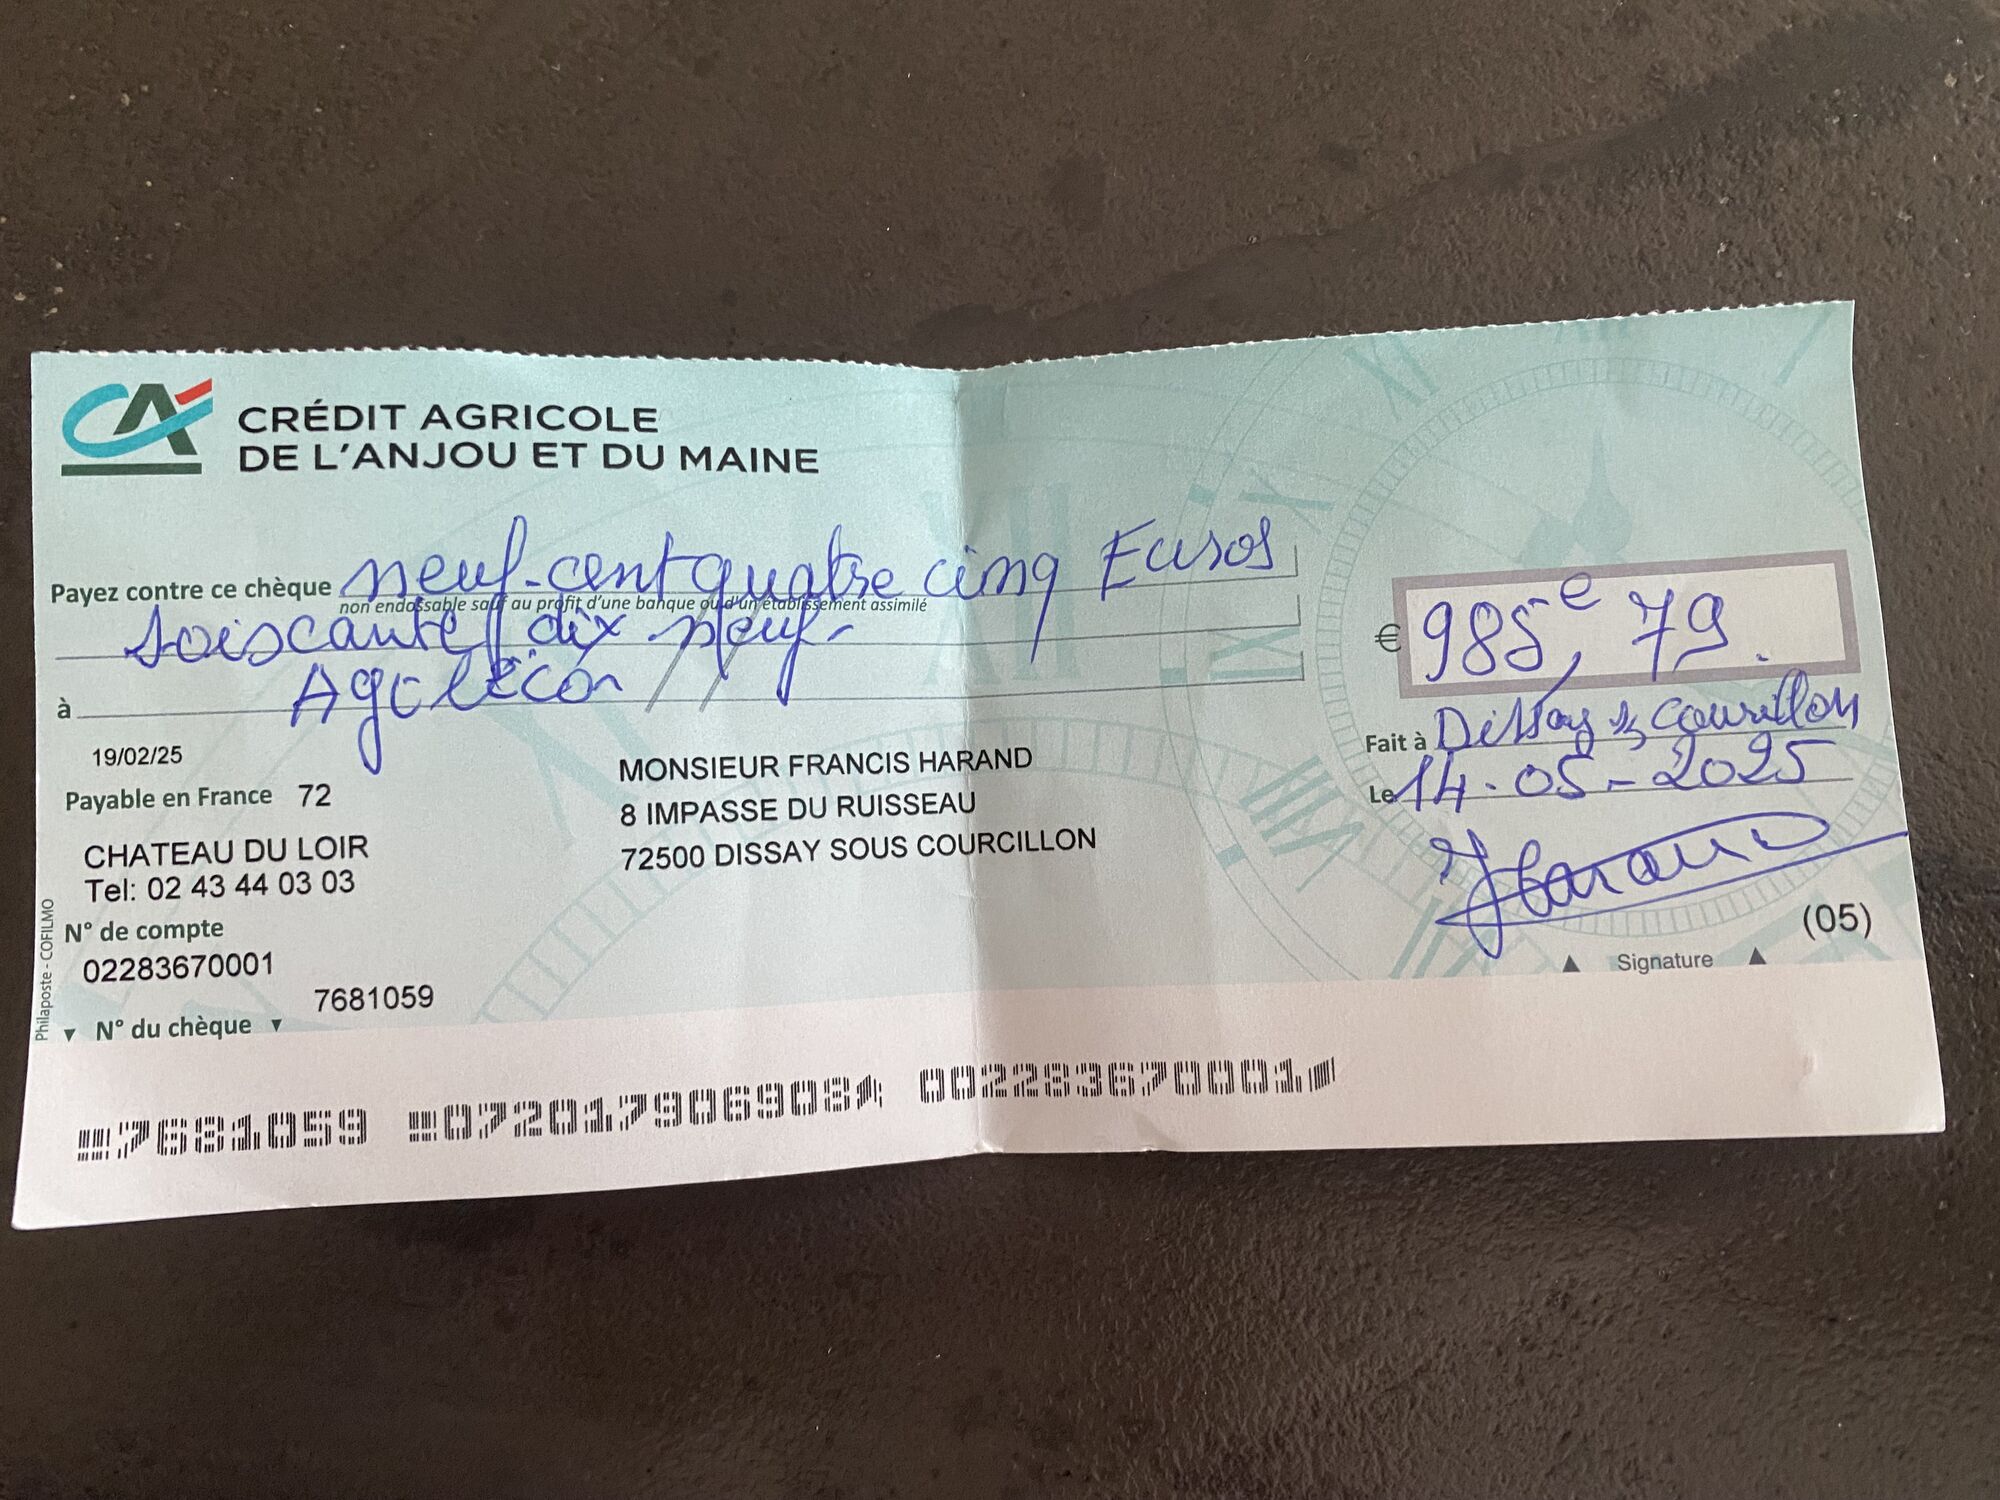 CRÉDIT AGRICOLE
DE L'ANJOU ET DU MAINE
Payez contre ce chèque neuf-cent quatre cinq Euros
non endossable sauf au profit d'une banque ou d'un établissement assimilé
soiscante dix neuf-
à Agrilécon
€ 985,e 79.
Fait à Dissay s/ Courcillon
Le 14-05-2025
19/02/25
Payable en France 72
CHATEAU DU LOIR
Tel: 02 43 44 03 03
MONSIEUR FRANCIS HARAND
8 IMPASSE DU RUISSEAU
72500 DISSAY SOUS COURCILLON
Harand
(05)
▲ Signature ▲
N° de compte
02283670001
7681059
▼ N° du chèque ▼
Philaposte - COFILMO
7681059 072017906908 002283670001